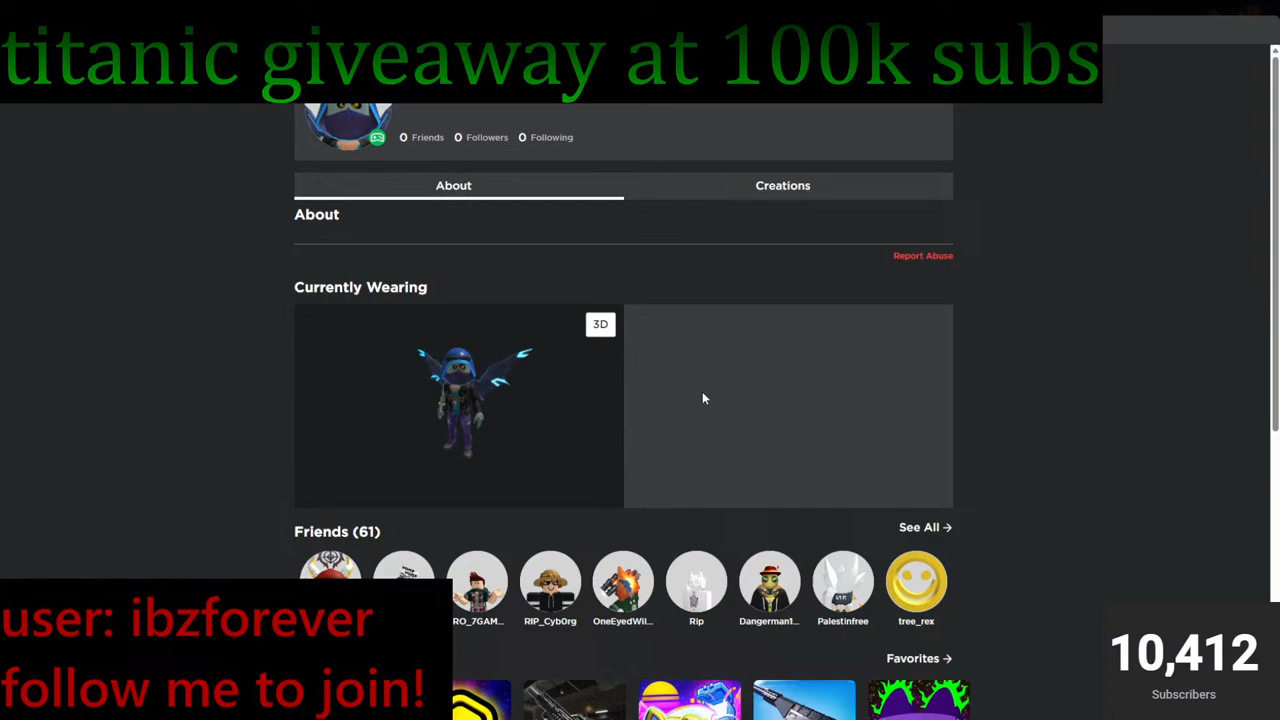 titanic giveaway at 100k subs
0 Friends 0 Followers 0 Following
About Creations
About
Report Abuse
Currently Wearing
3D
Friends (61) See All →
RO_7GAM... RIP_Cyb0rg OneEyedWil... Rip Dangerman1... Palestinfree tree_rex
Favorites →
user: ibzforever
follow me to join!
10,412
Subscribers